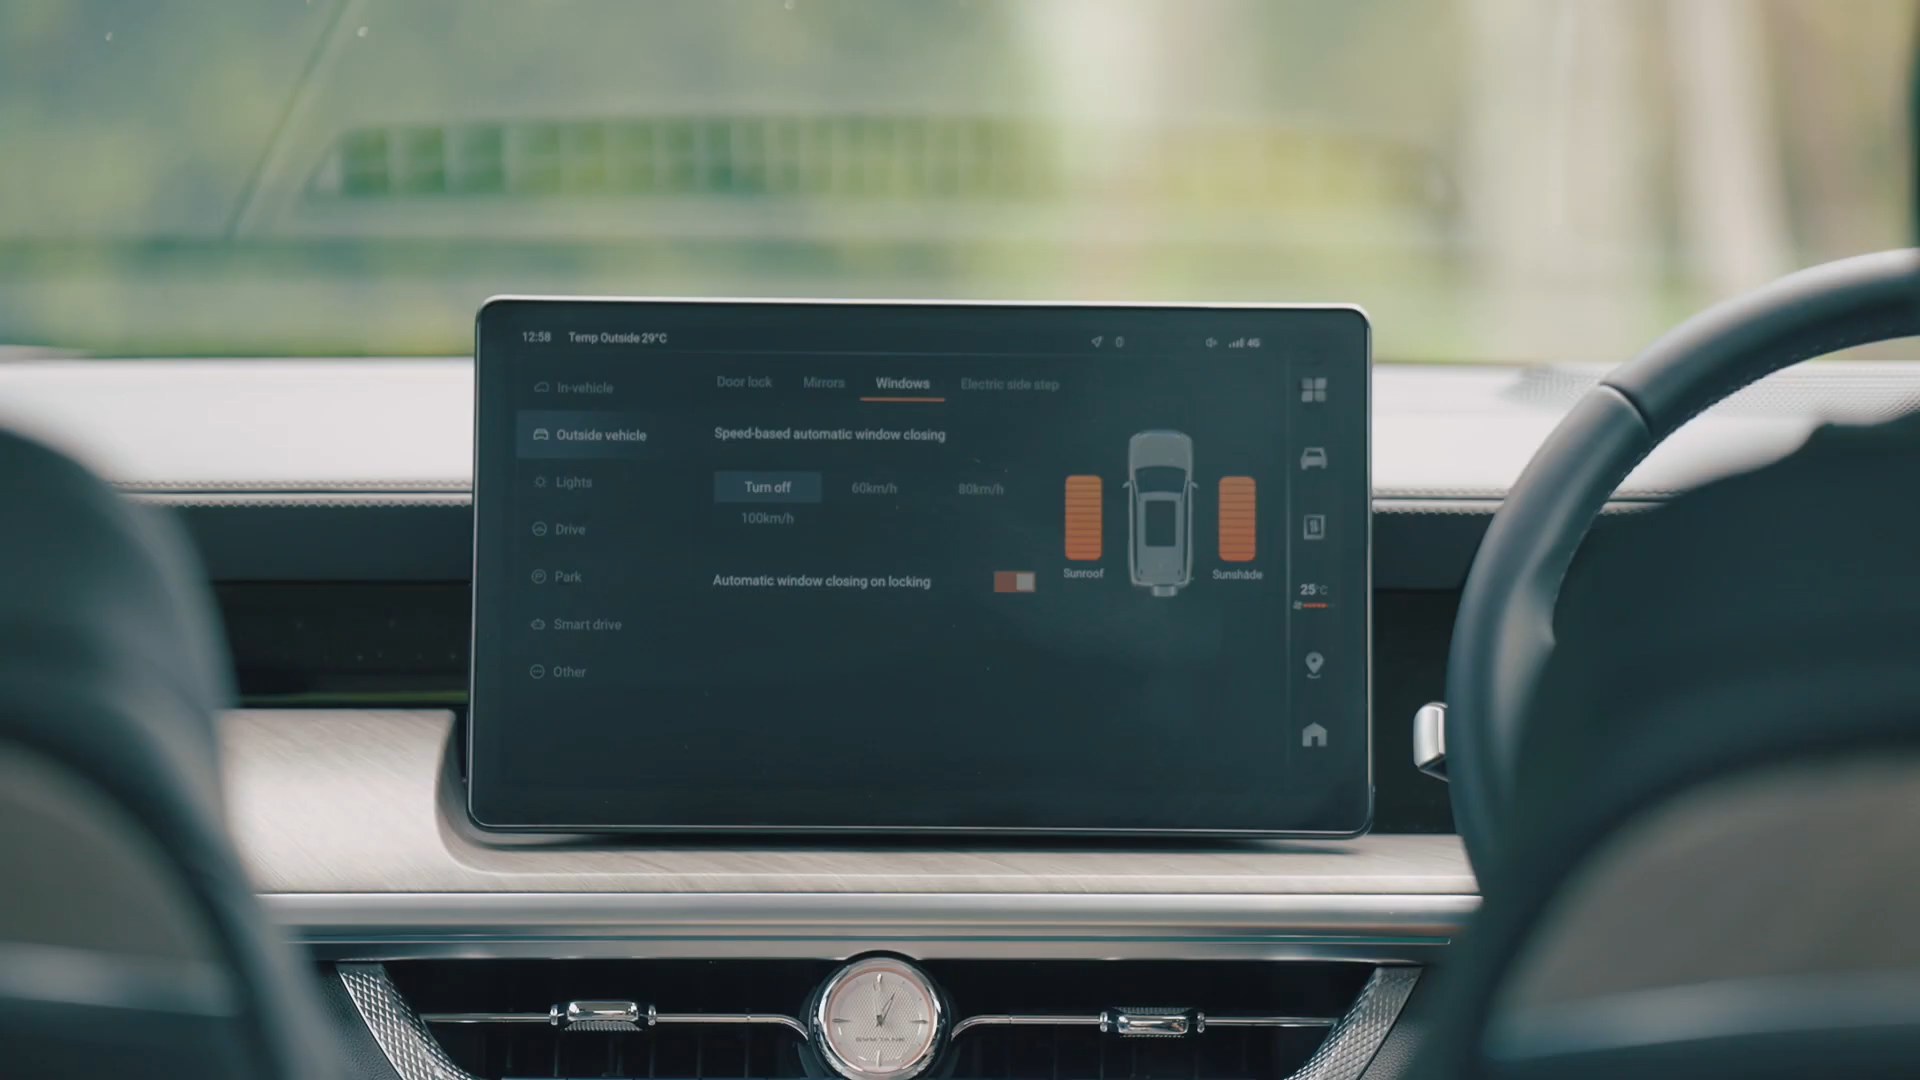 12:58 Temp Outside 29°C 4G
In-vehicle
Outside vehicle
Lights
Drive
Park
Smart drive
Other
Door lock Mirrors Windows Electric side step
Speed-based automatic window closing
Turn off 60km/h 80km/h
100km/h
Automatic window closing on locking
Sunroof Sunshade
25°C
GWM TANK